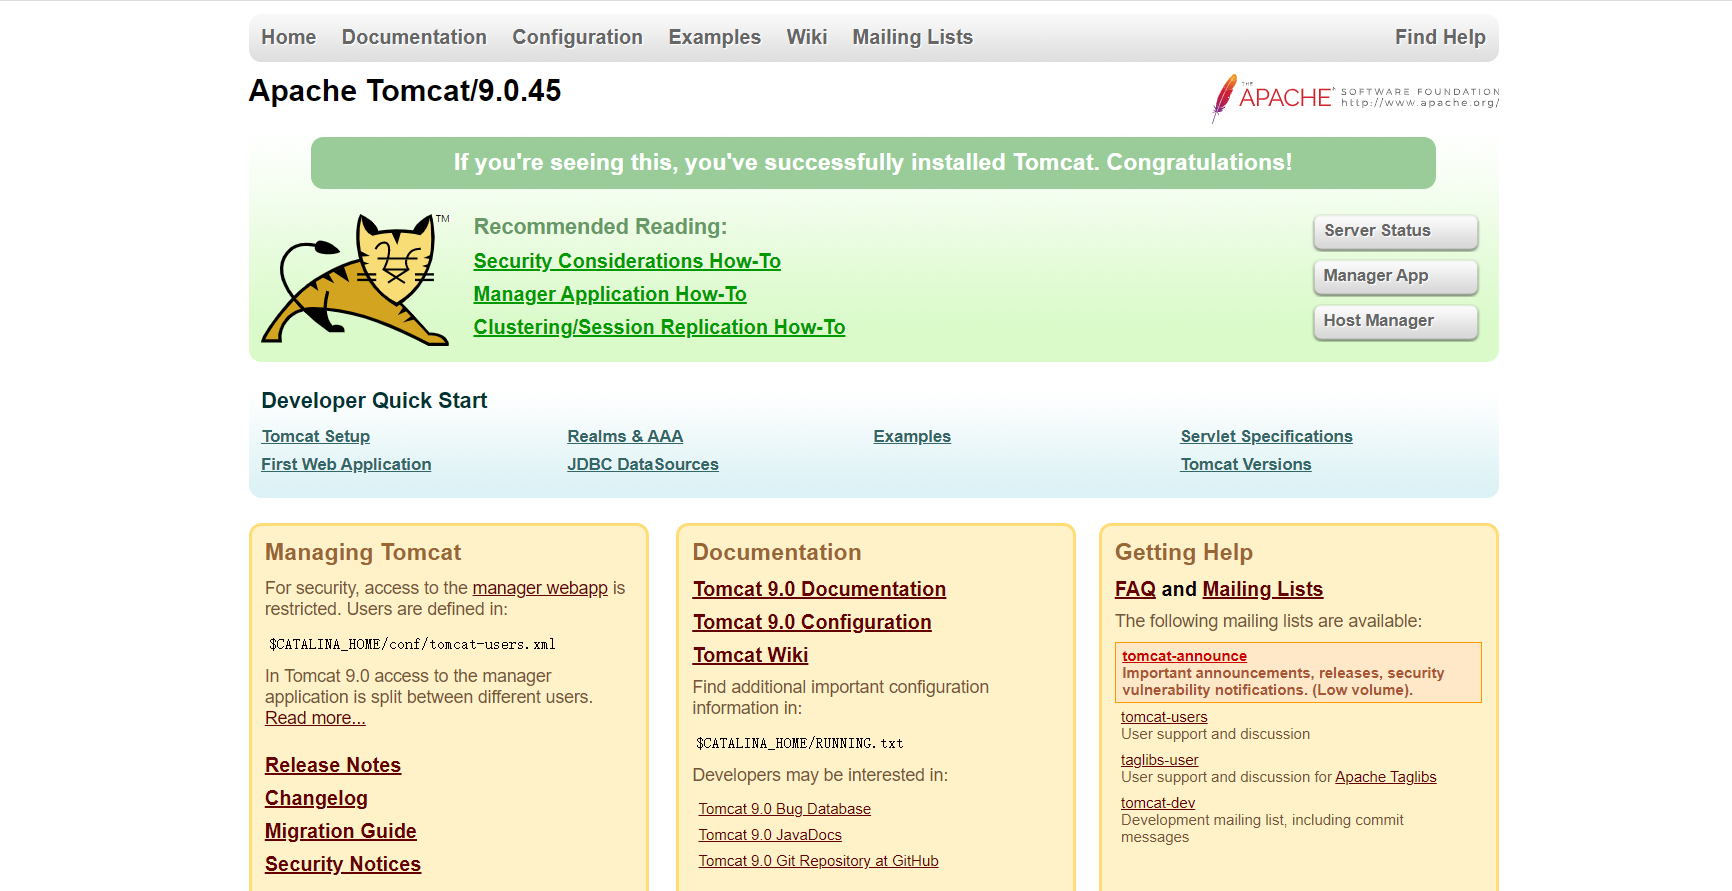 Home Documentation Configuration Examples Wiki Mailing Lists Find Help
Apache Tomcat/9.0.45
THE APACHE SOFTWARE FOUNDATION
http://www.apache.org/
If you're seeing this, you've successfully installed Tomcat. Congratulations!
TM
Recommended Reading:
Security Considerations How-To
Manager Application How-To
Clustering/Session Replication How-To
Server Status
Manager App
Host Manager
Developer Quick Start
Tomcat Setup
First Web Application
Realms & AAA
JDBC DataSources
Examples
Servlet Specifications
Tomcat Versions
Managing Tomcat
For security, access to the manager webapp is
restricted. Users are defined in:
$CATALINA_HOME/conf/tomcat-users.xml
In Tomcat 9.0 access to the manager
application is split between different users.
Read more...
Release Notes
Changelog
Migration Guide
Security Notices
Documentation
Tomcat 9.0 Documentation
Tomcat 9.0 Configuration
Tomcat Wiki
Find additional important configuration
information in:
$CATALINA_HOME/RUNNING.txt
Developers may be interested in:
Tomcat 9.0 Bug Database
Tomcat 9.0 JavaDocs
Tomcat 9.0 Git Repository at GitHub
Getting Help
FAQ and Mailing Lists
The following mailing lists are available:
tomcat-announce
Important announcements, releases, security
vulnerability notifications. (Low volume).
tomcat-users
User support and discussion
taglibs-user
User support and discussion for Apache Taglibs
tomcat-dev
Development mailing list, including commit
messages